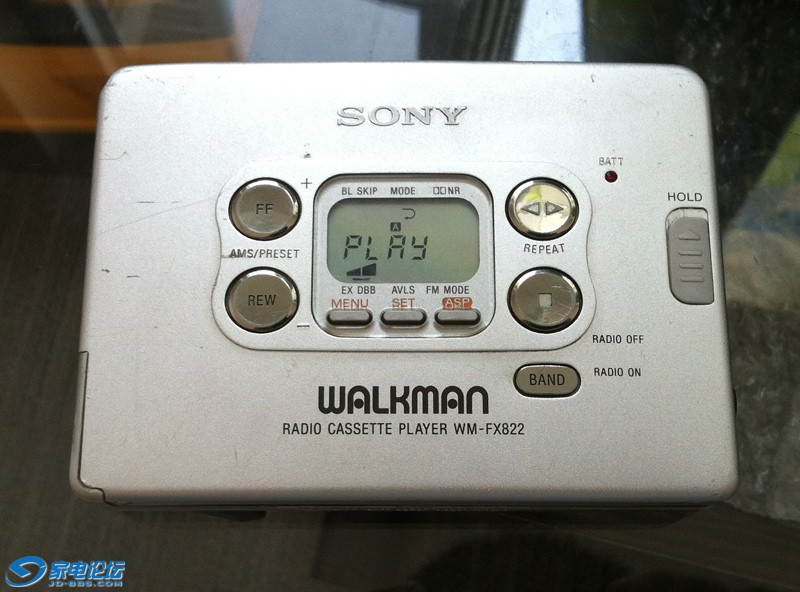 SONY
BATT
HOLD
FF
+
BL SKIP MODE NR
A
PLAY
AMS/PRESET
REPEAT
REW
−
EX DBB AVLS FM MODE
MENU SET ASP
RADIO OFF
BAND
RADIO ON
WALKMAN
RADIO CASSETTE PLAYER WM-FX822
家电论坛
JD-BBS.COM